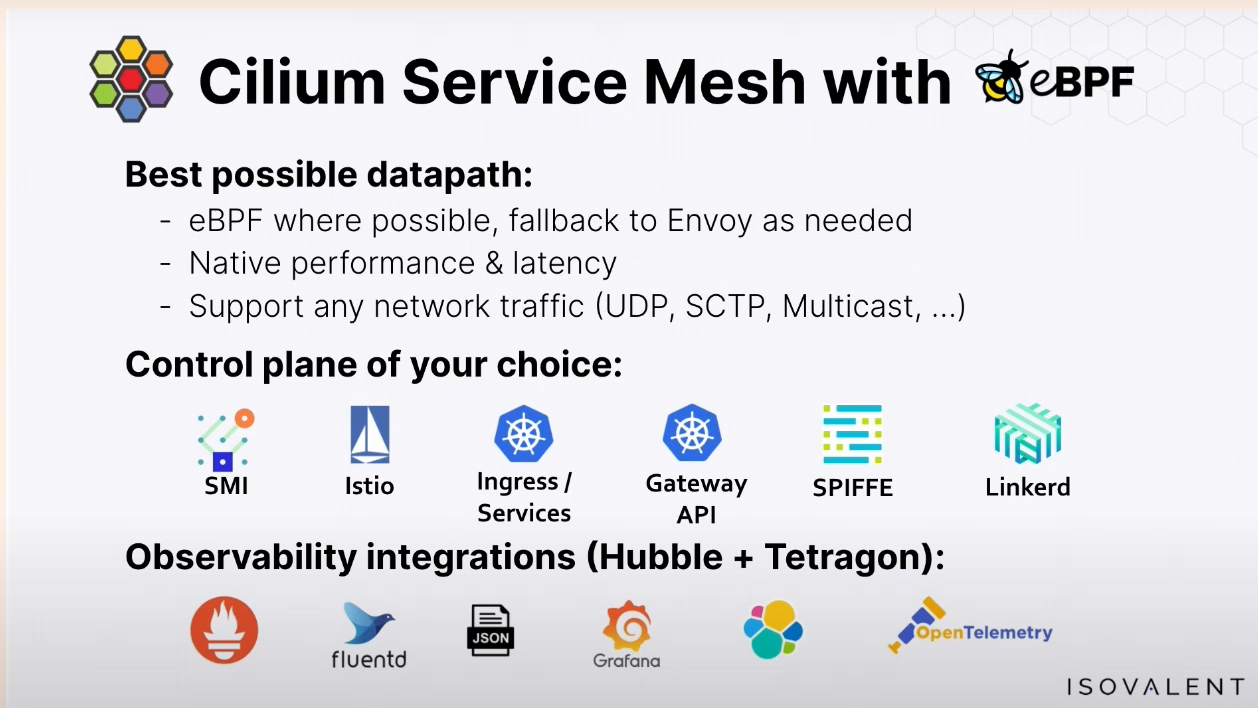 Cilium Service Mesh with eBPF
Best possible datapath:
- eBPF where possible, fallback to Envoy as needed
- Native performance & latency
- Support any network traffic (UDP, SCTP, Multicast, ...)
Control plane of your choice:
SMI
Istio
Ingress / Services
Gateway API
SPIFFE
Linkerd
Observability integrations (Hubble + Tetragon):
fluentd
JSON
Grafana
OpenTelemetry
ISOVALENT